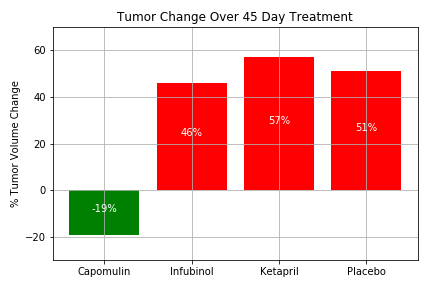 Tumor Change Over 45 Day Treatment
% Tumor Volume Change
60
40
20
0
−20
-19%
46%
57%
51%
Capomulin
Infubinol
Ketapril
Placebo